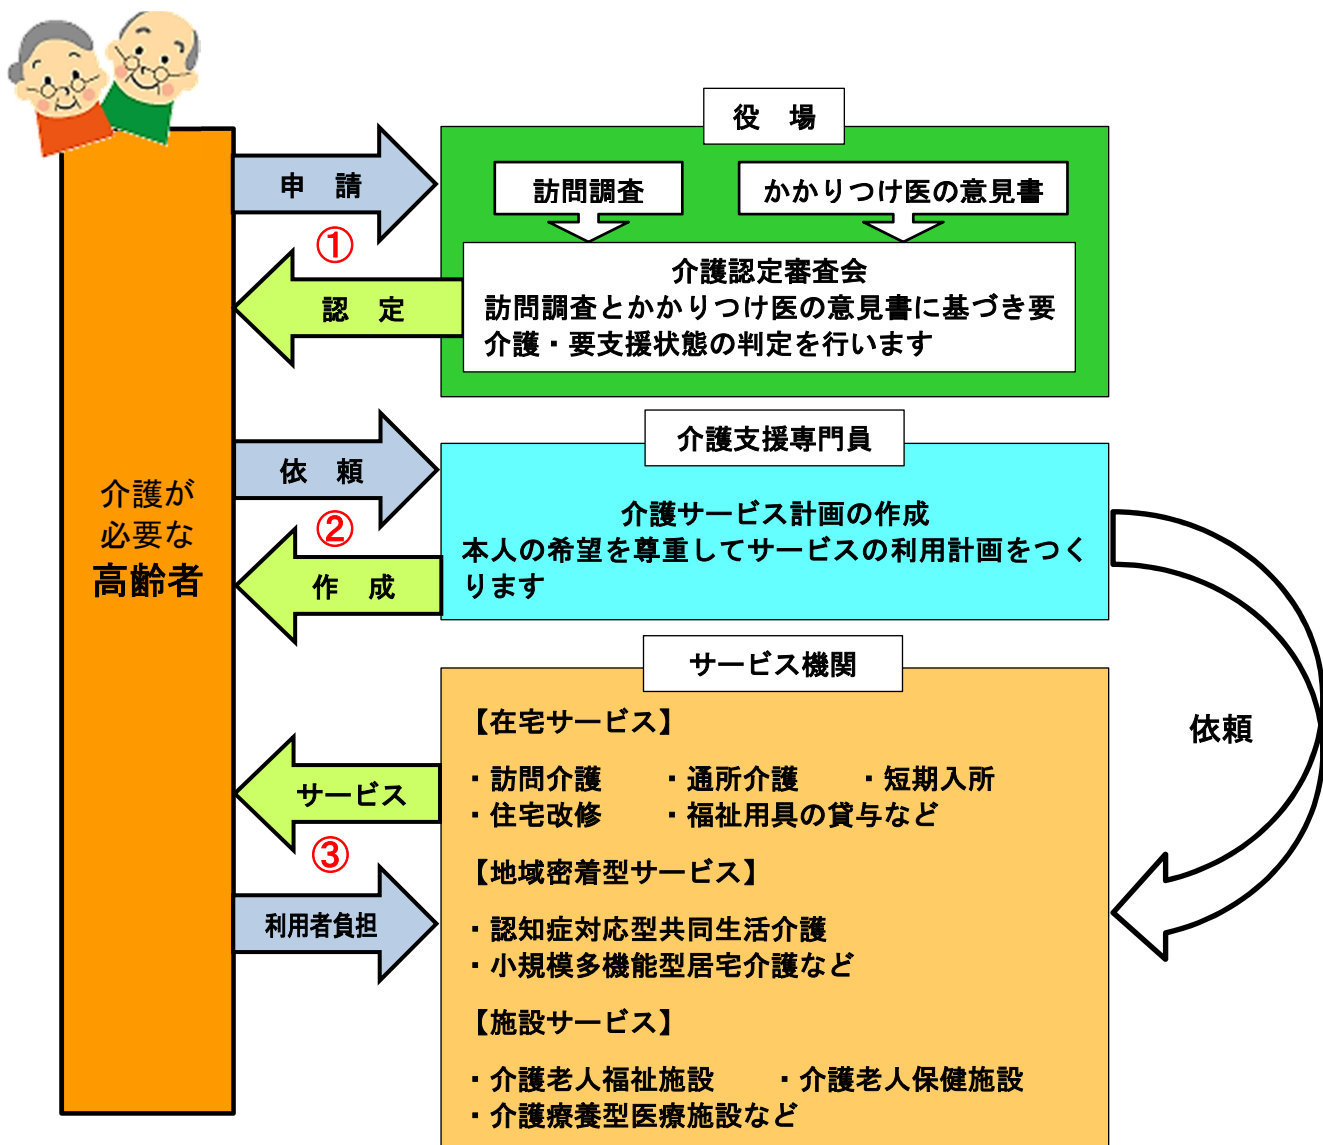 役　場
申　請
訪問調査
かかりつけ医の意見書
①
介護認定審査会
訪問調査とかかりつけ医の意見書に基づき要
介護・要支援状態の判定を行います
認　定
介護支援専門員
依　頼
介護が
必要な
高齢者
②
介護サービス計画の作成
本人の希望を尊重してサービスの利用計画をつく
ります
作　成
サービス機関
依頼
【在宅サービス】
・訪問介護　　・通所介護　　・短期入所
・住宅改修　　・福祉用具の貸与など
サービス
③
【地域密着型サービス】
利用者負担
・認知症対応型共同生活介護
・小規模多機能型居宅介護など
【施設サービス】
・介護老人福祉施設　　・介護老人保健施設
・介護療養型医療施設など